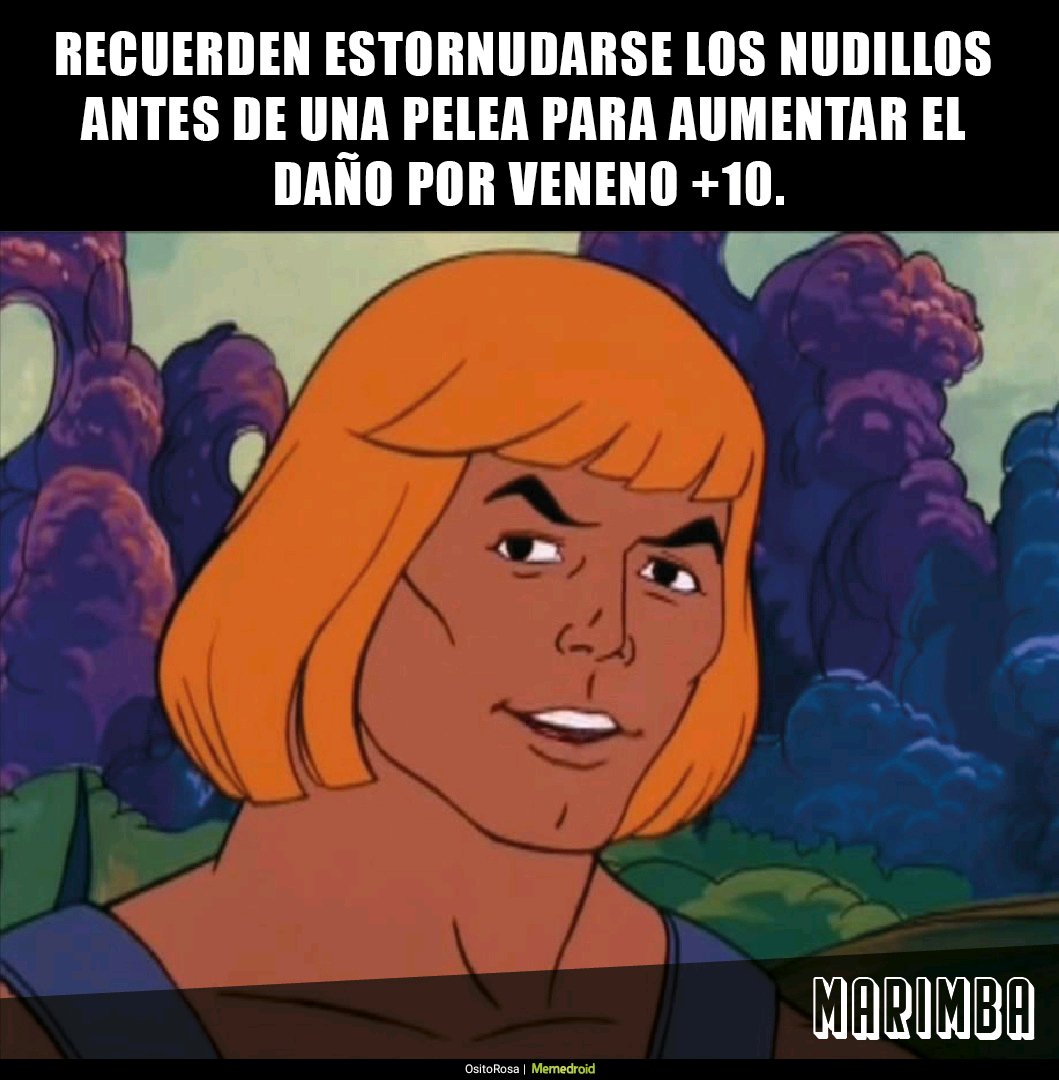 RECUERDEN ESTORNUDARSE LOS NUDILLOS
ANTES DE UNA PELEA PARA AUMENTAR EL
DAÑO POR VENENO +10.
MARIMBA
OsitoRosa | Memedroid